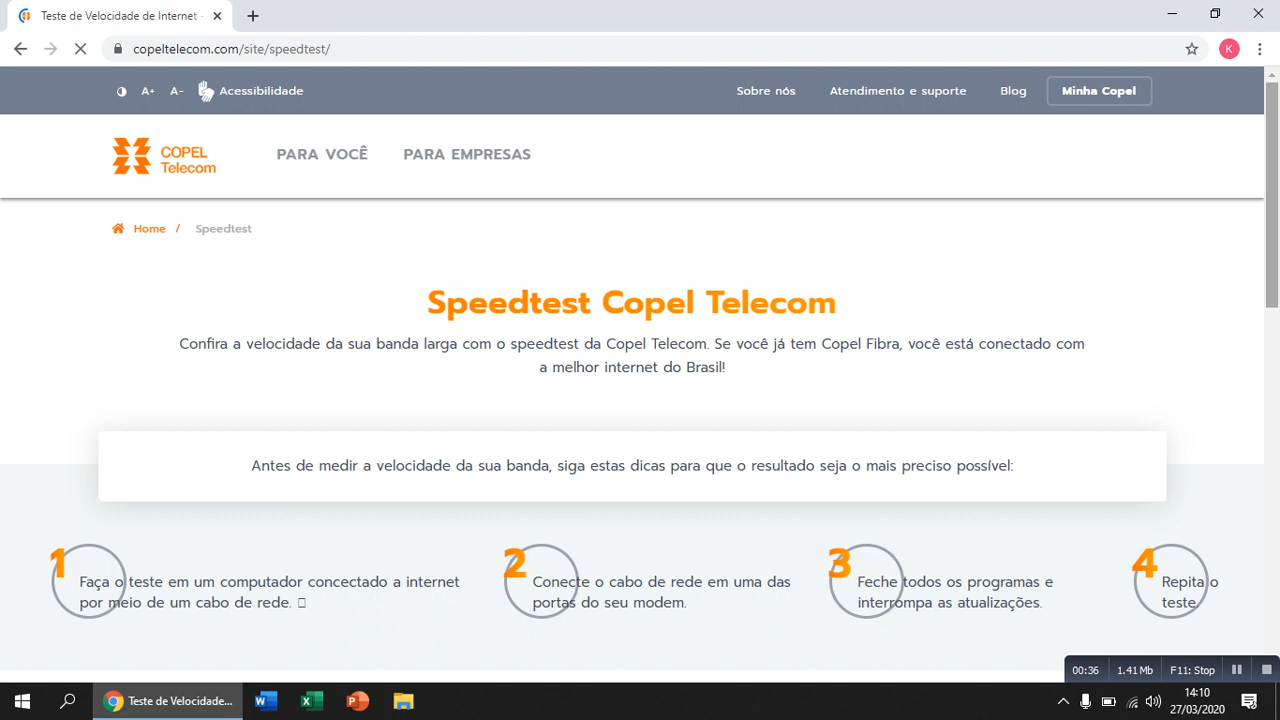 Teste de Velocidade de Internet -
copeltelecom.com/site/speedtest/
K
A+ A- Acessibilidade Sobre nós Atendimento e suporte Blog Minha Copel
COPEL
Telecom
PARA VOCÊ PARA EMPRESAS
Home / Speedtest
Speedtest Copel Telecom
Confira a velocidade da sua banda larga com o speedtest da Copel Telecom. Se você já tem Copel Fibra, você está conectado com
a melhor internet do Brasil!
Antes de medir a velocidade da sua banda, siga estas dicas para que o resultado seja o mais preciso possível:
1
Faça o teste em um computador concectado a internet
por meio de um cabo de rede.
2
Conecte o cabo de rede em uma das
portas do seu modem.
3
Feche todos os programas e
interrompa as atualizações.
4
Repita o
teste.
00:36 1.41 Mb F11: Stop
Teste de Velocidade...
14:10
27/03/2020